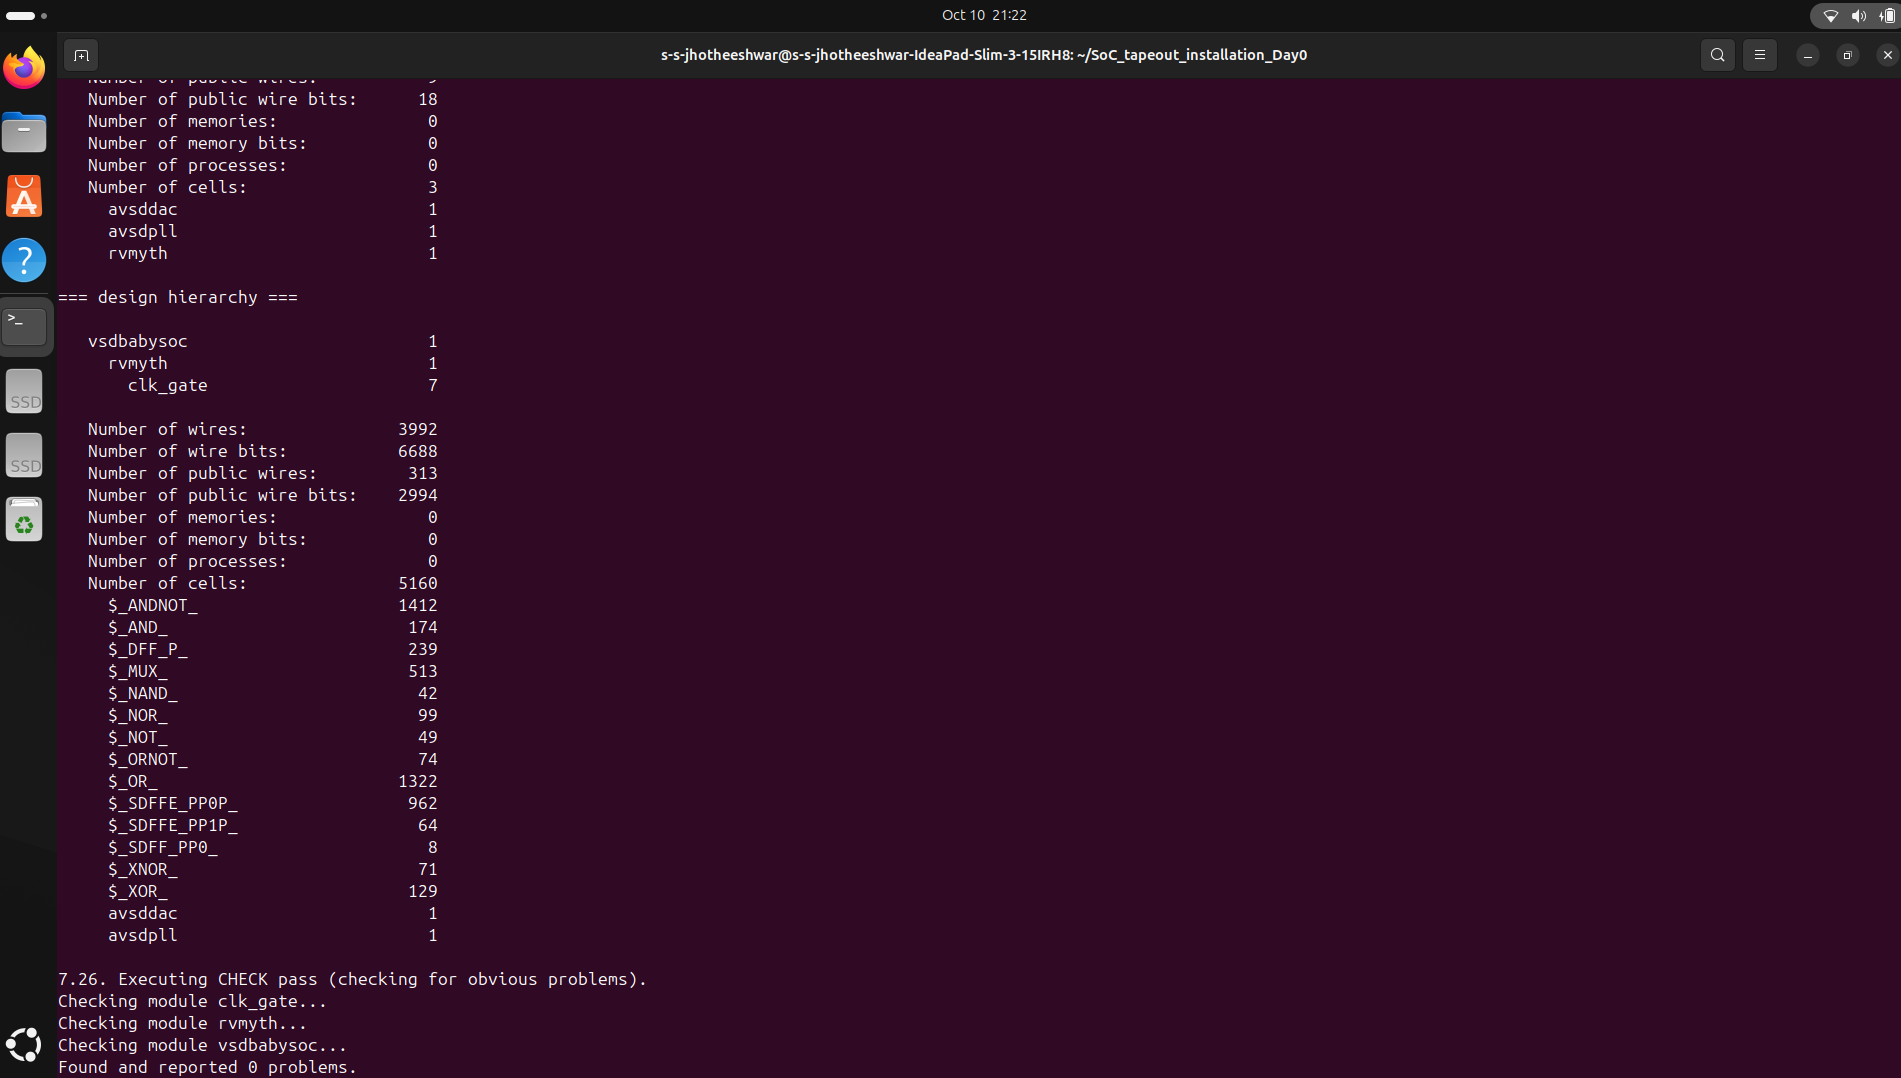 Oct 10 21:22
s-s-jhotheeshwar@s-s-jhotheeshwar-IdeaPad-Slim-3-15IRH8: ~/SoC_tapeout_installation_Day0
Number of public wires: 9
Number of public wire bits: 18
Number of memories: 0
Number of memory bits: 0
Number of processes: 0
Number of cells: 3
avsddac 1
avsdpll 1
rvmyth 1
=== design hierarchy ===
vsdbabysoc 1
rvmyth 1
clk_gate 7
Number of wires: 3992
Number of wire bits: 6688
Number of public wires: 313
Number of public wire bits: 2994
Number of memories: 0
Number of memory bits: 0
Number of processes: 0
Number of cells: 5160
$_ANDNOT_ 1412
$_AND_ 174
$_DFF_P_ 239
$_MUX_ 513
$_NAND_ 42
$_NOR_ 99
$_NOT_ 49
$_ORNOT_ 74
$_OR_ 1322
$_SDFFE_PP0P_ 962
$_SDFFE_PP1P_ 64
$_SDFF_PP0_ 8
$_XNOR_ 71
$_XOR_ 129
avsddac 1
avsdpll 1
7.26. Executing CHECK pass (checking for obvious problems).
Checking module clk_gate...
Checking module rvmyth...
Checking module vsdbabysoc...
Found and reported 0 problems.
>_
SSD
SSD